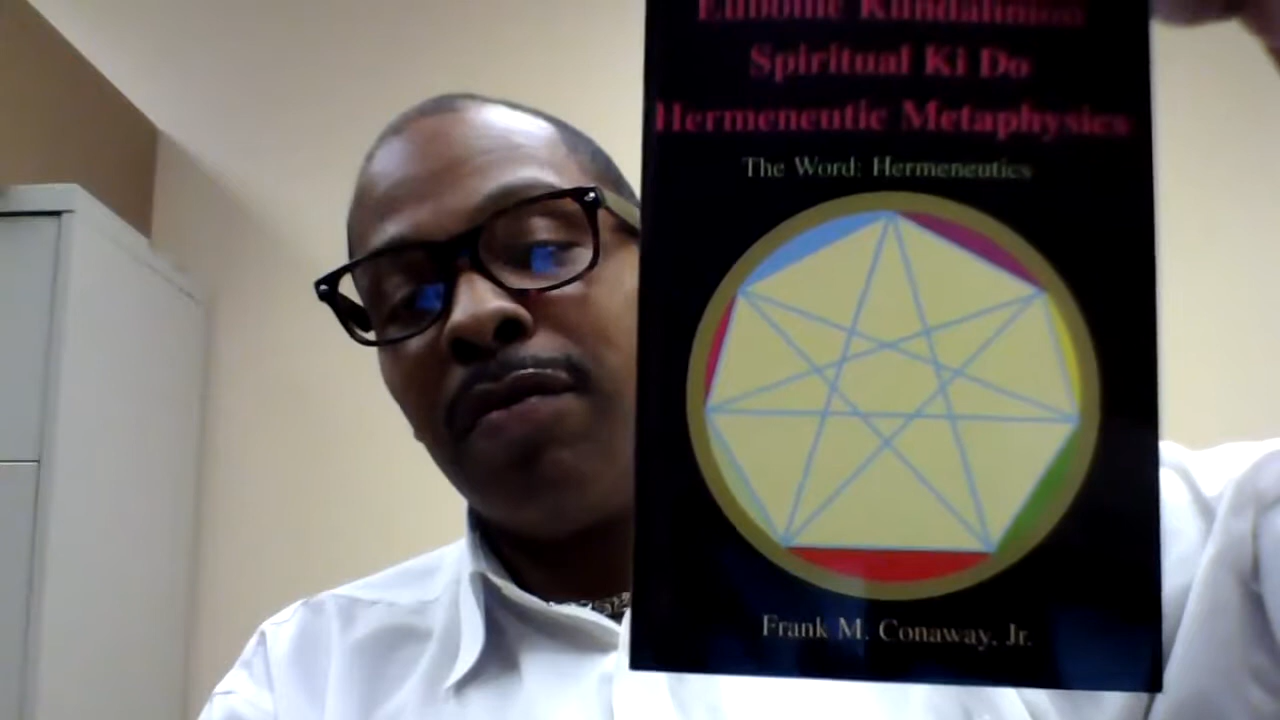 Spiritual Ki Do
Hermeneutic Metaphysics
The Word: Hermeneutics
Frank M. Conaway, Jr.